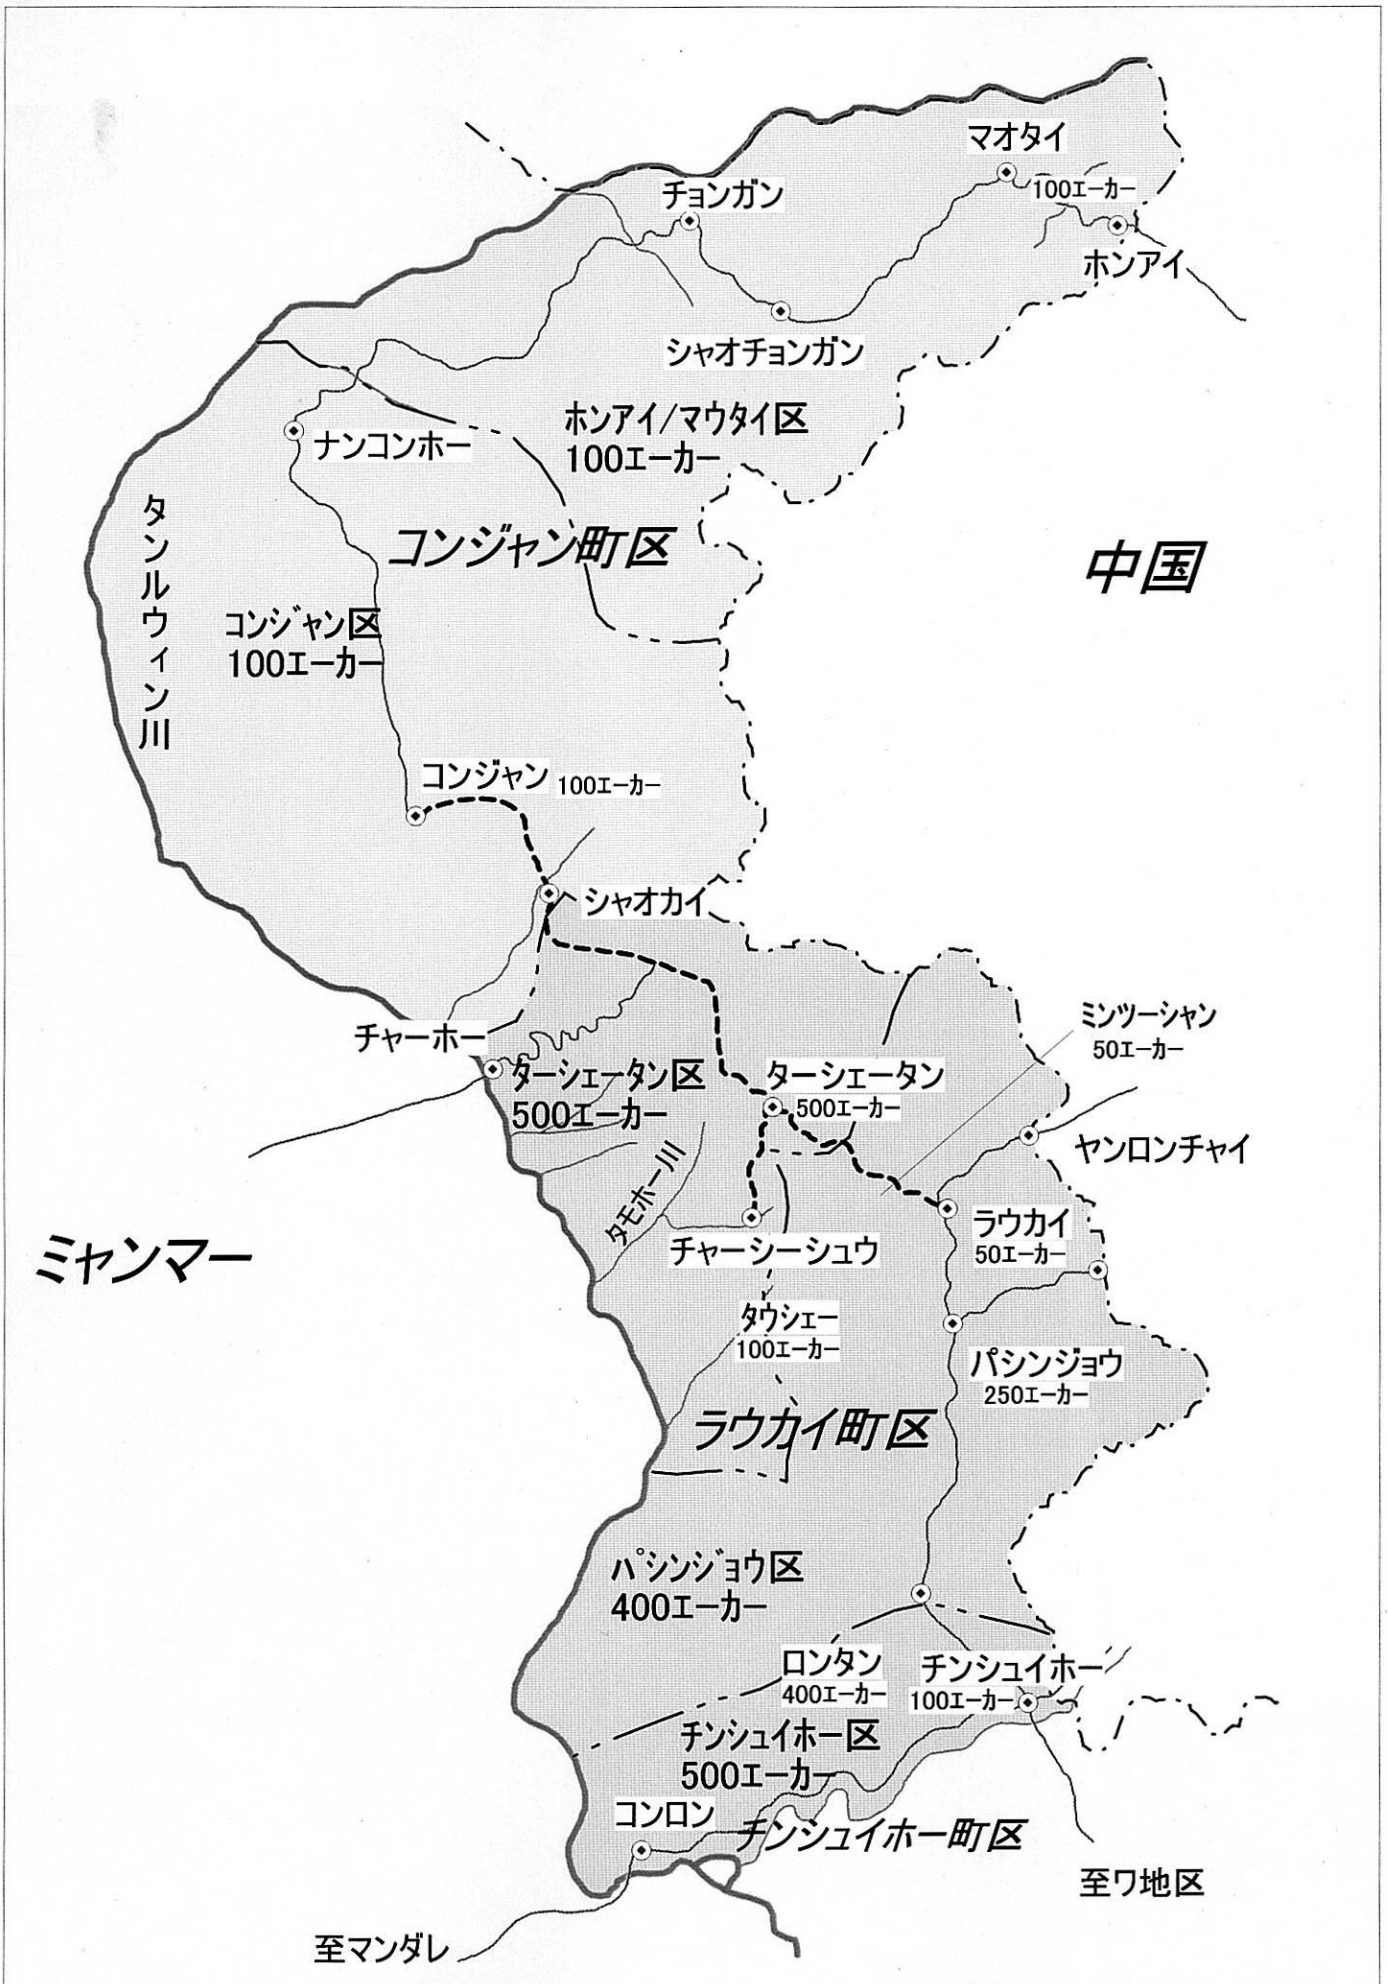 マオタイ
100エーカー
チョンガン
ホンアイ
シャオチョンガン
ホンアイ/マウタイ区
100エーカー
ナンコンホー
タンルウィン川
コンジャン町区
中国
コンジャン区
100エーカー
コンジャン 100エーカー
シャオカイ
ミンツーシャン
50エーカー
チャーホー
ターシェータン区
500エーカー
ターシェータン
500エーカー
ヤンロンチャイ
タモホー川
ラウカイ
50エーカー
チャーシーシュウ
ミャンマー
タウシェー
100エーカー
パシンジョウ
250エーカー
ラウカイ町区
パシンジョウ区
400エーカー
ロンタン
400エーカー
チンシュイホー
100エーカー
チンシュイホー区
500エーカー
コンロン
チンシュイホー町区
至ワ地区
至マンダレ